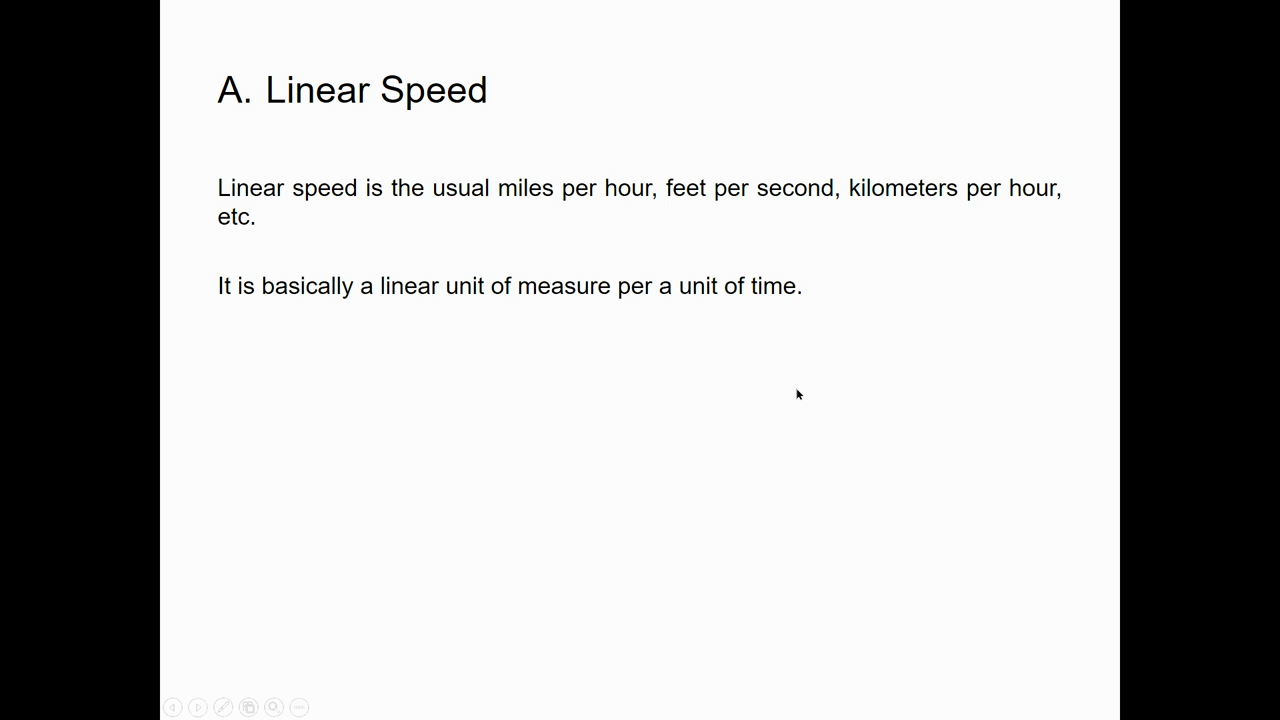 A. Linear Speed
Linear speed is the usual miles per hour, feet per second, kilometers per hour,
etc.
It is basically a linear unit of measure per a unit of time.